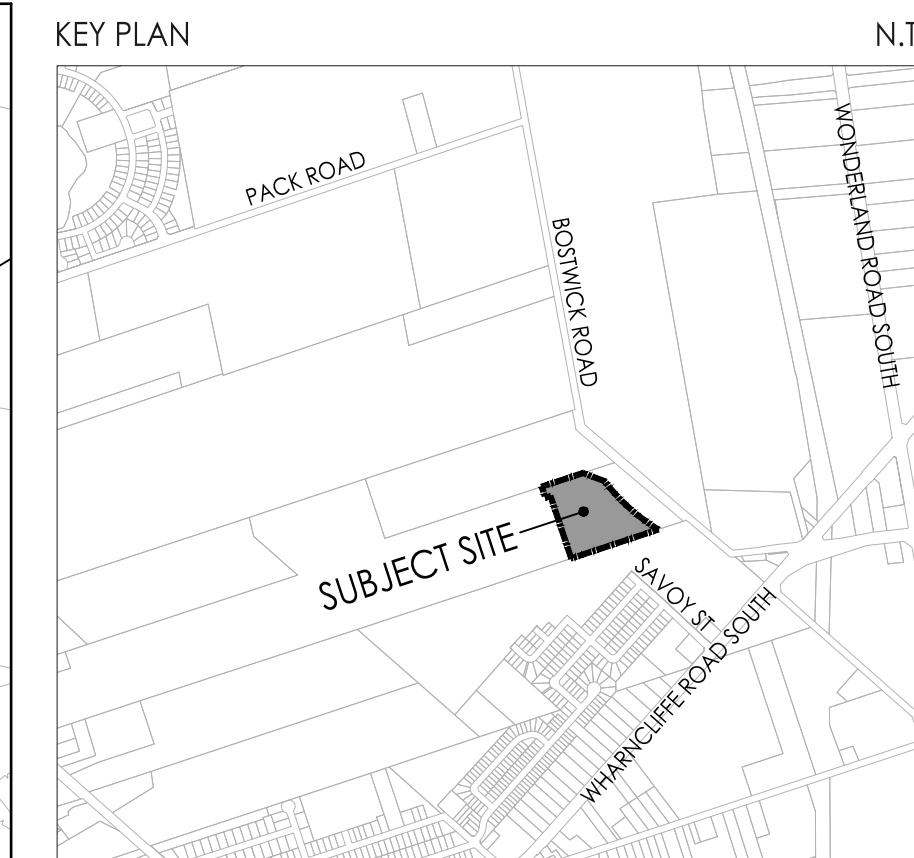 KEY PLAN
N.T
PACK ROAD
BOSTWICK ROAD
WONDERLAND ROAD SOUTH
SUBJECT SITE
SAVOY ST
WHARNCLIFFE ROAD SOUTH